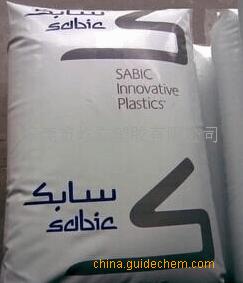 سابك
sabic
SABIC
Innovative
Plastics
سابك
sabic
china.guidechem.com